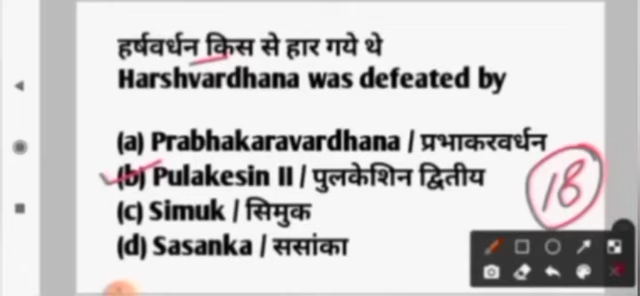 हर्षवर्धन किस से हार गये थे
Harshvardhana was defeated by
(a) Prabhakaravardhana / प्रभाकरवर्धन
(b) Pulakesin II / पुलकेशिन द्वितीय
(c) Simuk / सिमुक
(d) Sasanka / ससांका
18